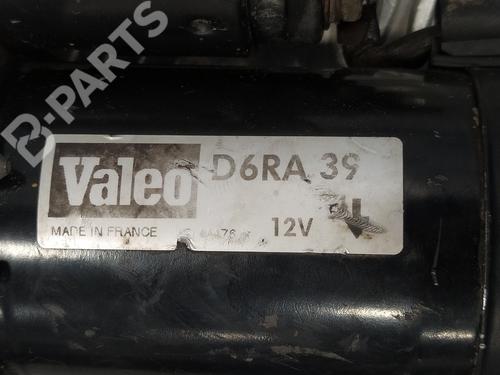 B-PARTS
Valeo
D6RA 39
MADE IN FRANCE
12V